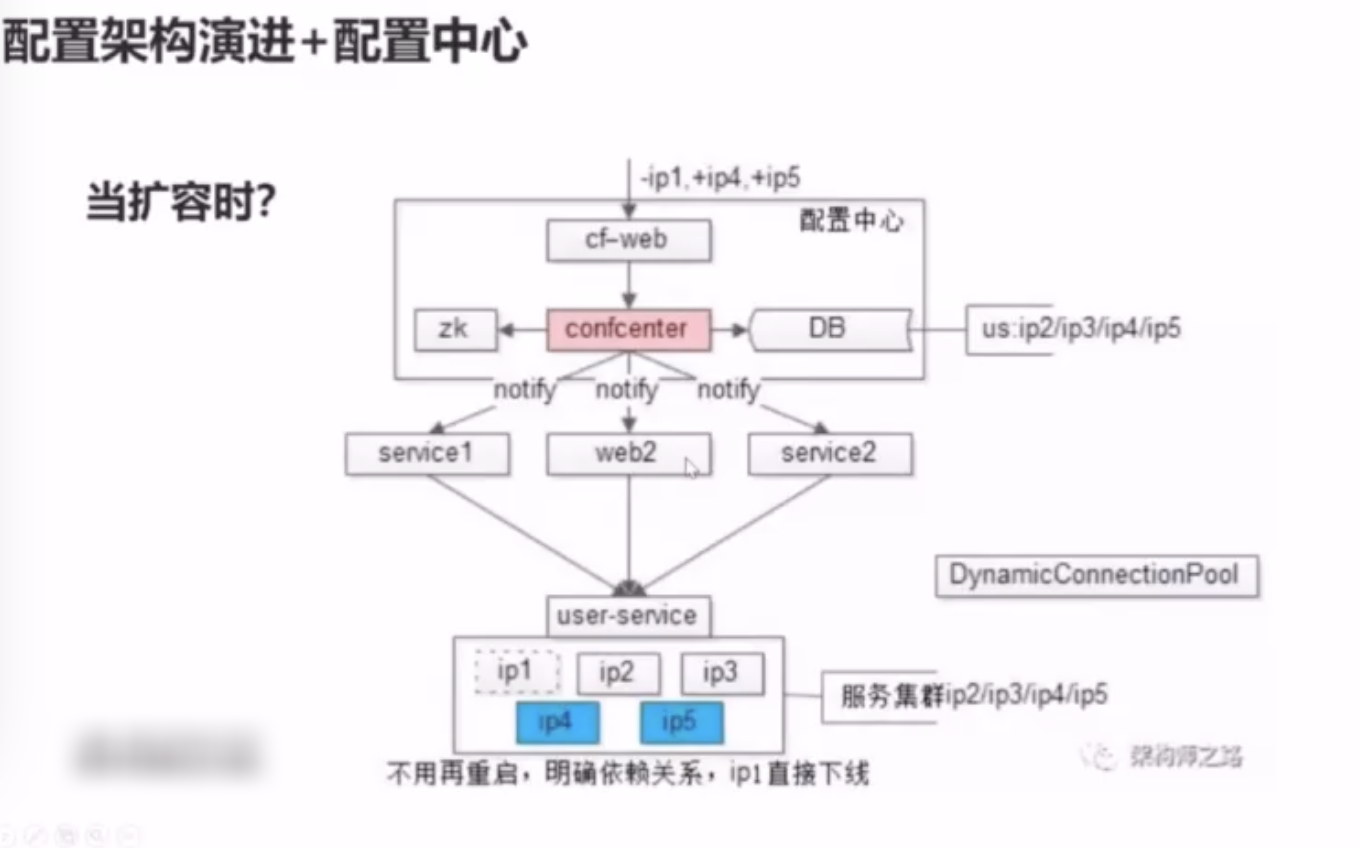 配置架构演进+配置中心
当扩容时?
-ip1,+ip4,+ip5
配置中心
cf-web
zk
confcenter
DB
us:ip2/ip3/ip4/ip5
notify
notify
notify
service1
web2
service2
DynamicConnectionPool
user-service
ip1
ip2
ip3
ip4
ip5
服务集群ip2/ip3/ip4/ip5
不用再重启，明确依赖关系，ip1直接下线
架构师之路